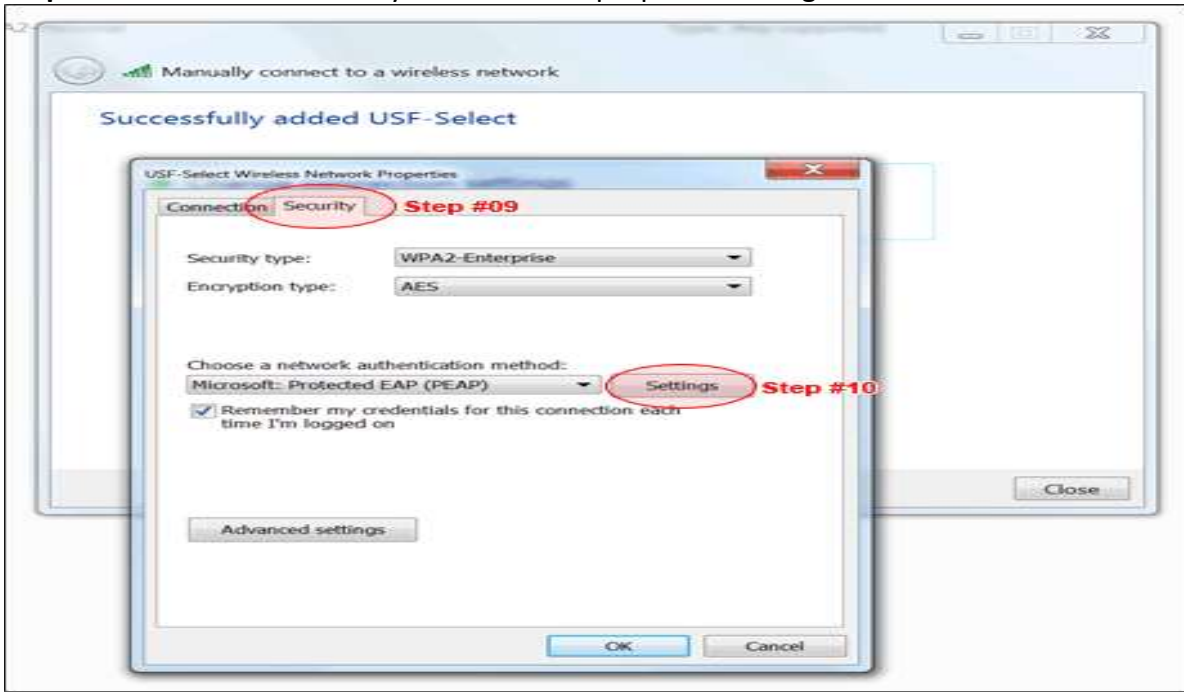 Manually connect to a wireless network
Successfully added USF-Select
USF-Select Wireless Network Properties
Connection Security Step #09
Security type: WPA2-Enterprise
Encryption type: AES
Choose a network authentication method:
Microsoft: Protected EAP (PEAP) Settings Step #10
Remember my credentials for this connection each
time I'm logged on
Close
Advanced settings
OK Cancel